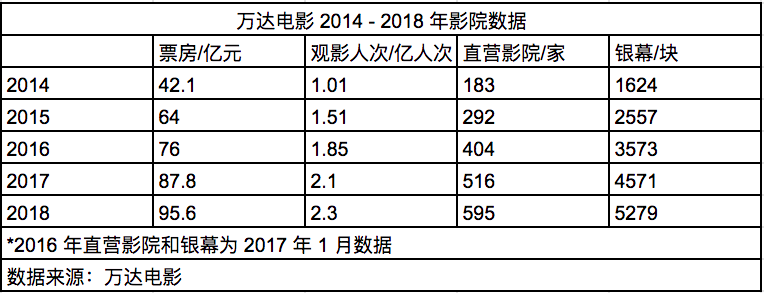 万达电影 2014 - 2018 年影院数据
票房/亿元 观影人次/亿人次 直营影院/家 银幕/块
2014 42.1 1.01 183 1624
2015 64 1.51 292 2557
2016 76 1.85 404 3573
2017 87.8 2.1 516 4571
2018 95.6 2.3 595 5279
*2016 年直营影院和银幕为 2017 年 1 月数据
数据来源：万达电影